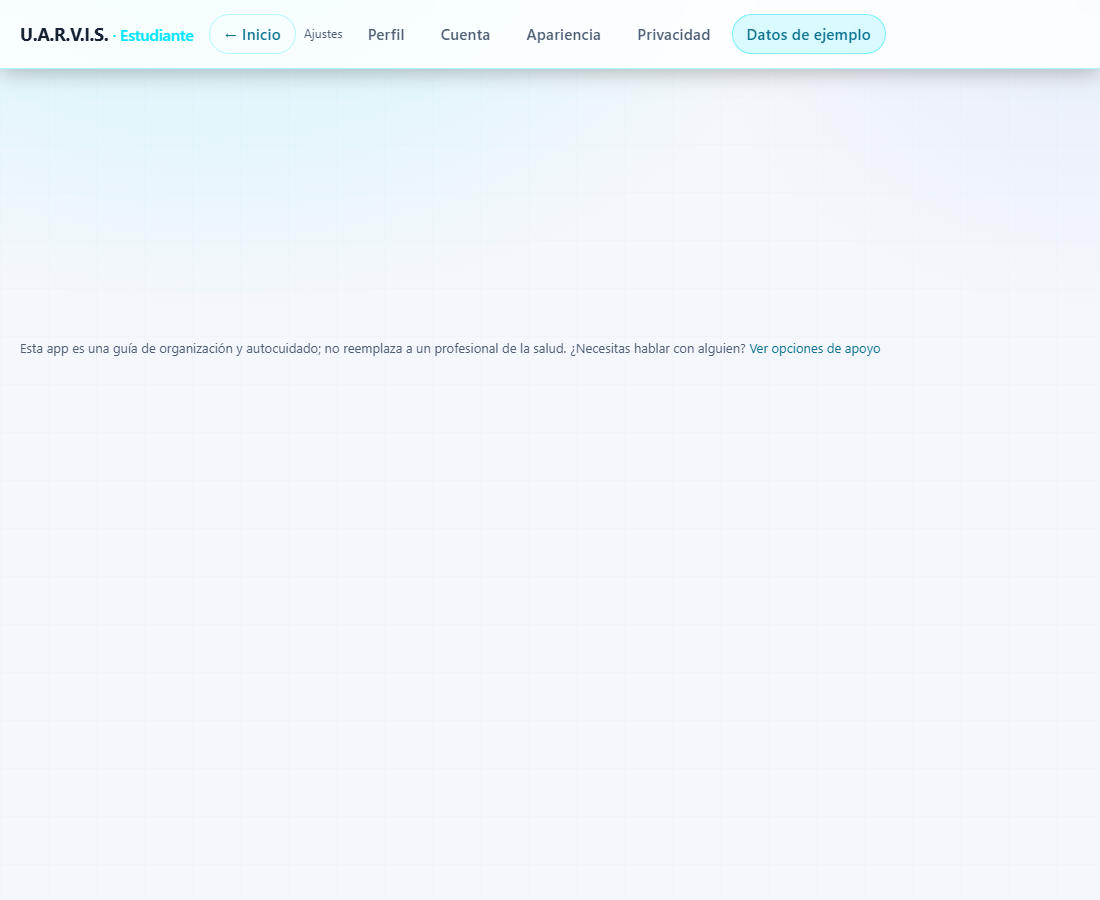 U.A.R.V.I.S. · Estudiante ← Inicio Ajustes Perfil Cuenta Apariencia Privacidad Datos de ejemplo
Esta app es una guía de organización y autocuidado; no reemplaza a un profesional de la salud. ¿Necesitas hablar con alguien? Ver opciones de apoyo